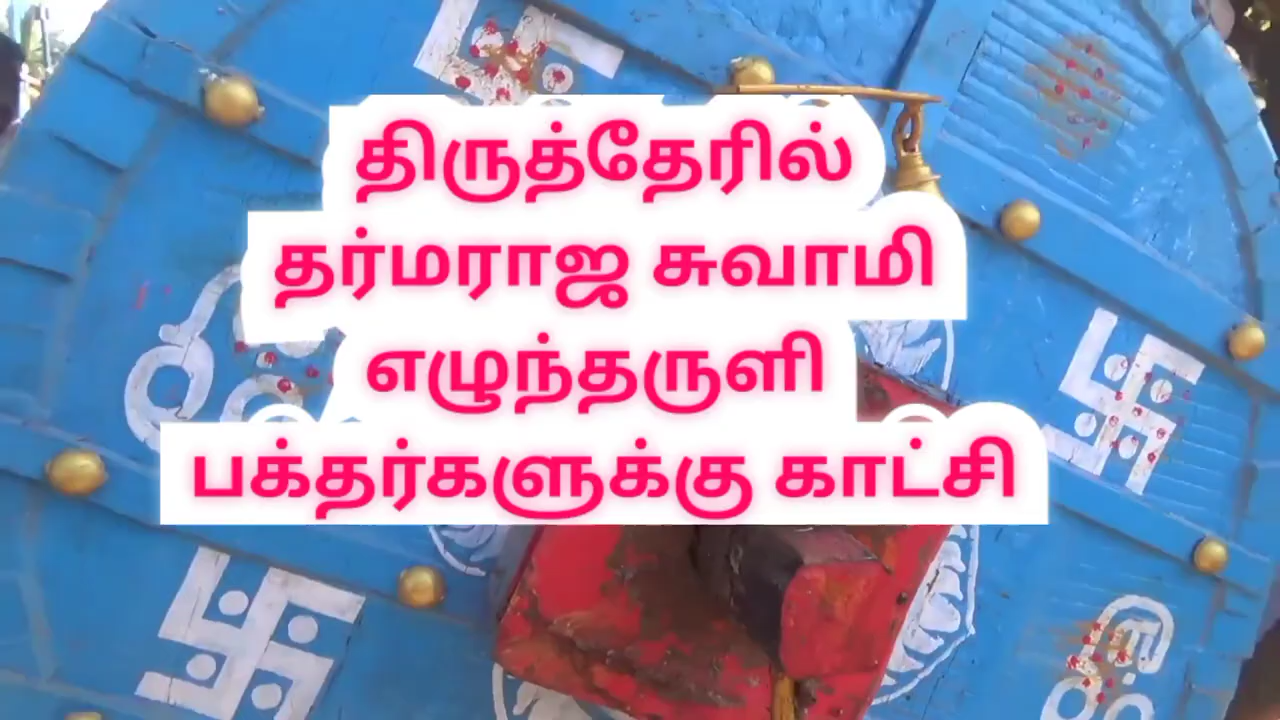 திருத்தேரில்
தர்மராஜ சுவாமி
எழுந்தருளி
பக்தர்களுக்கு காட்சி